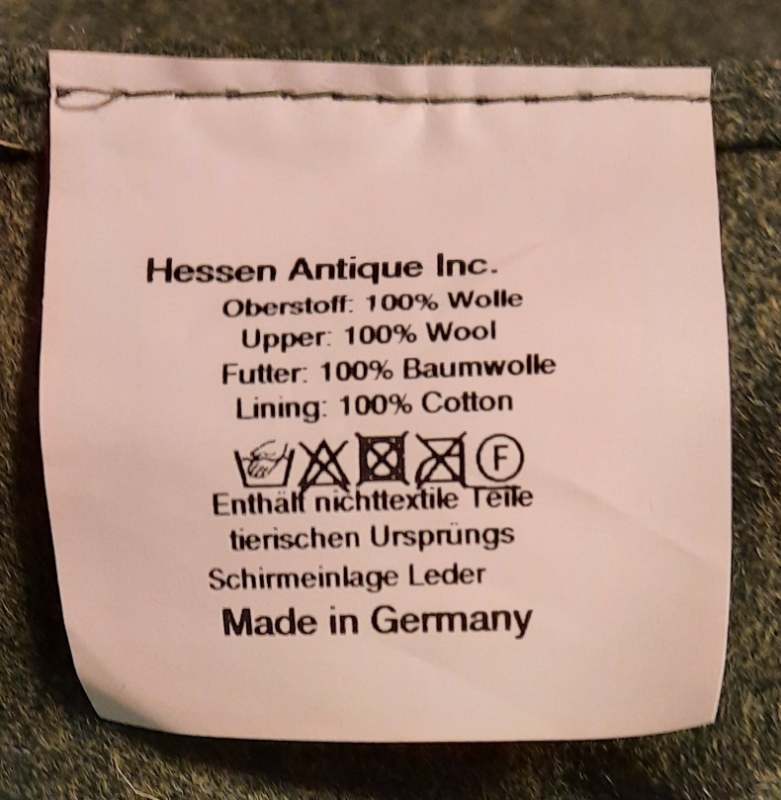 Hessen Antique Inc.
Oberstoff: 100% Wolle
Upper: 100% Wool
Futter: 100% Baumwolle
Lining: 100% Cotton
F
Enthält nichttextile Teile
tierischen Ursprüngs
Schirmeinlage Leder
Made in Germany